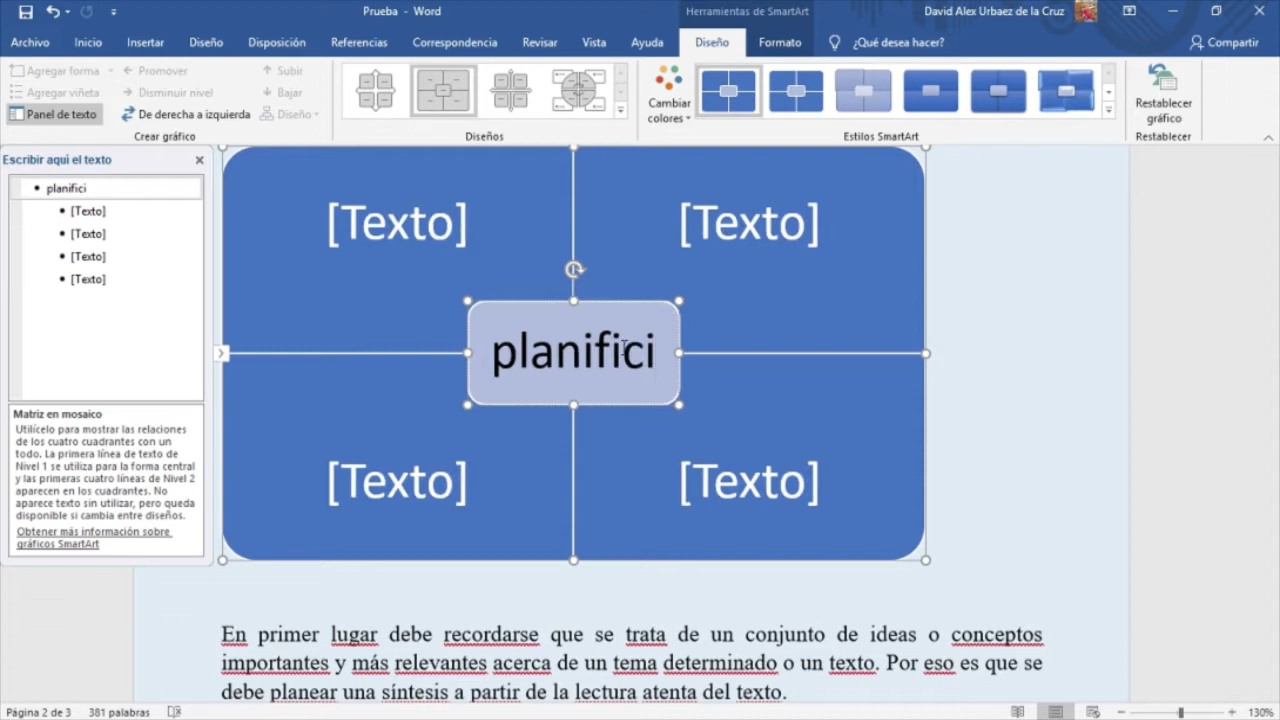 Prueba - Word
Herramientas de SmartArt
David Alex Urbaez de la Cruz
Archivo
Inicio
Insertar
Diseño
Disposición
Referencias
Correspondencia
Revisar
Vista
Ayuda
Diseño
Formato
¿Qué desea hacer?
Compartir
Agregar forma
Promover
Subir
Agregar viñeta
Disminuir nivel
Bajar
Panel de texto
De derecha a izquierda
Diseño
Crear gráfico
Diseños
Cambiar
colores
Estilos SmartArt
Restablecer
gráfico
Restablecer
Escribir aquí el texto
planifici
[Texto]
[Texto]
[Texto]
[Texto]
Matriz en mosaico
Utilícelo para mostrar las relaciones
de los cuatro cuadrantes con un
todo. La primera línea de texto de
Nivel 1 se utiliza para la forma central
y las primeras cuatro líneas de Nivel 2
aparecen en los cuadrantes. No
aparece texto sin utilizar, pero queda
disponible si cambia entre diseños.
Obtener más información sobre
gráficos SmartArt
[Texto]
[Texto]
planifici
[Texto]
[Texto]
En primer lugar debe recordarse que se trata de un conjunto de ideas o conceptos
importantes y más relevantes acerca de un tema determinado o un texto. Por eso es que se
debe planear una síntesis a partir de la lectura atenta del texto.
Página 2 de 3
381 palabras
130%